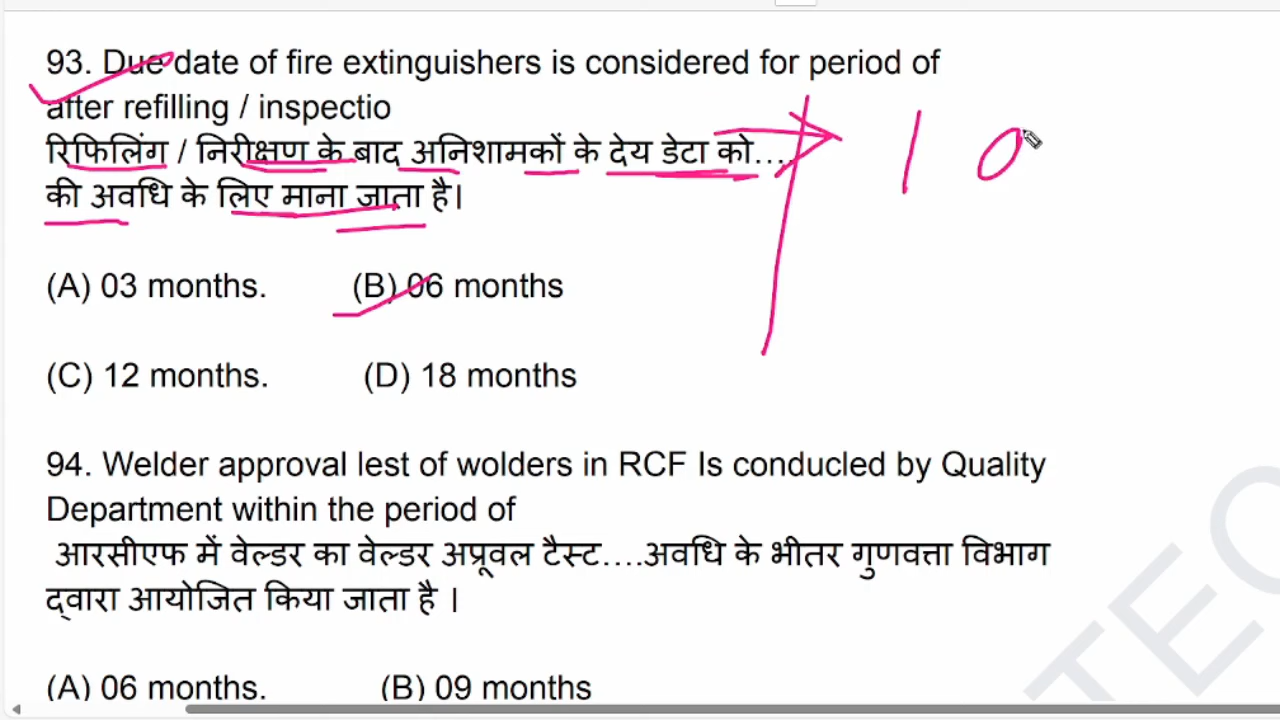 93. Due date of fire extinguishers is considered for period of
after refilling / inspectio
रिफिलिंग / निरीक्षण के बाद अनिशामकों के देय डेटा को....
की अवधि के लिए माना जाता है।
1 0
(A) 03 months. (B) 06 months
(C) 12 months. (D) 18 months
94. Welder approval lest of wolders in RCF Is conducled by Quality
Department within the period of
आरसीएफ में वेल्डर का वेल्डर अप्रूवल टैस्ट....अवधि के भीतर गुणवत्ता विभाग
द्वारा आयोजित किया जाता है ।
(A) 06 months. (B) 09 months
TEC